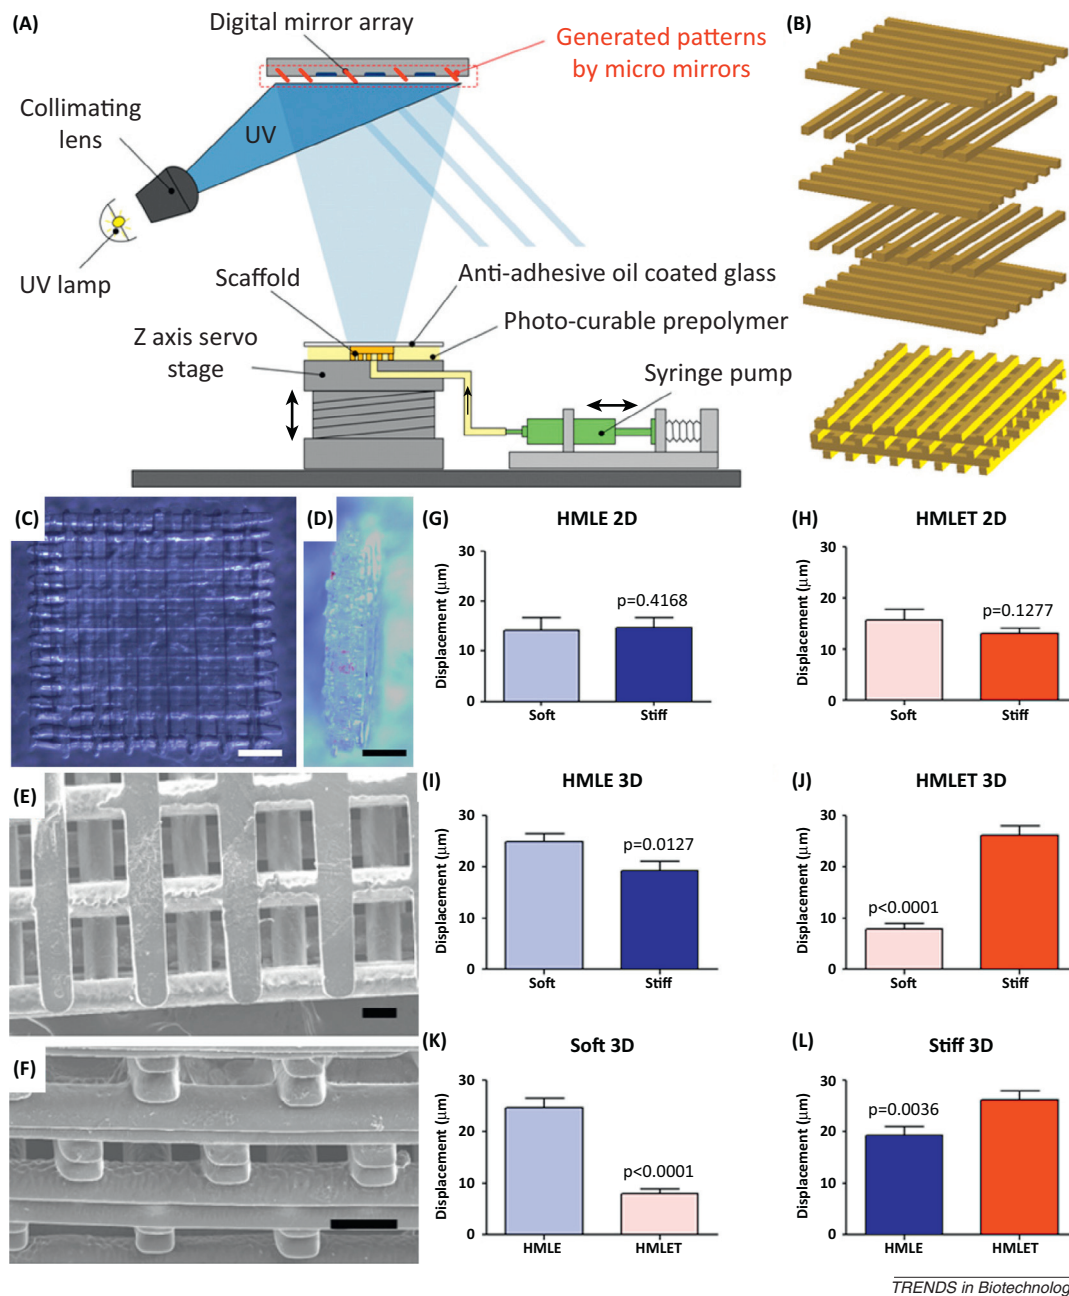 (A)
Digital mirror array
Generated patterns
by micro mirrors
Collimating
lens
UV
UV lamp
Scaffold
Anti-adhesive oil coated glass
Photo-curable prepolymer
Z axis servo
stage
Syringe pump
(B)
(C)
(D)
(E)
(F)
(G)
HMLE 2D
Displacement (μm)
30
20
10
0
p=0.4168
Soft
Stiff
(H)
HMLET 2D
Displacement (μm)
30
20
10
0
p=0.1277
Soft
Stiff
(I)
HMLE 3D
Displacement (μm)
30
20
10
0
p=0.0127
Soft
Stiff
(J)
HMLET 3D
Displacement (μm)
30
20
10
0
p<0.0001
Soft
Stiff
(K)
Soft 3D
Displacement (μm)
30
20
10
0
p<0.0001
HMLE
HMLET
(L)
Stiff 3D
Displacement (μm)
30
20
10
0
p=0.0036
HMLE
HMLET
TRENDS in Biotechnolog